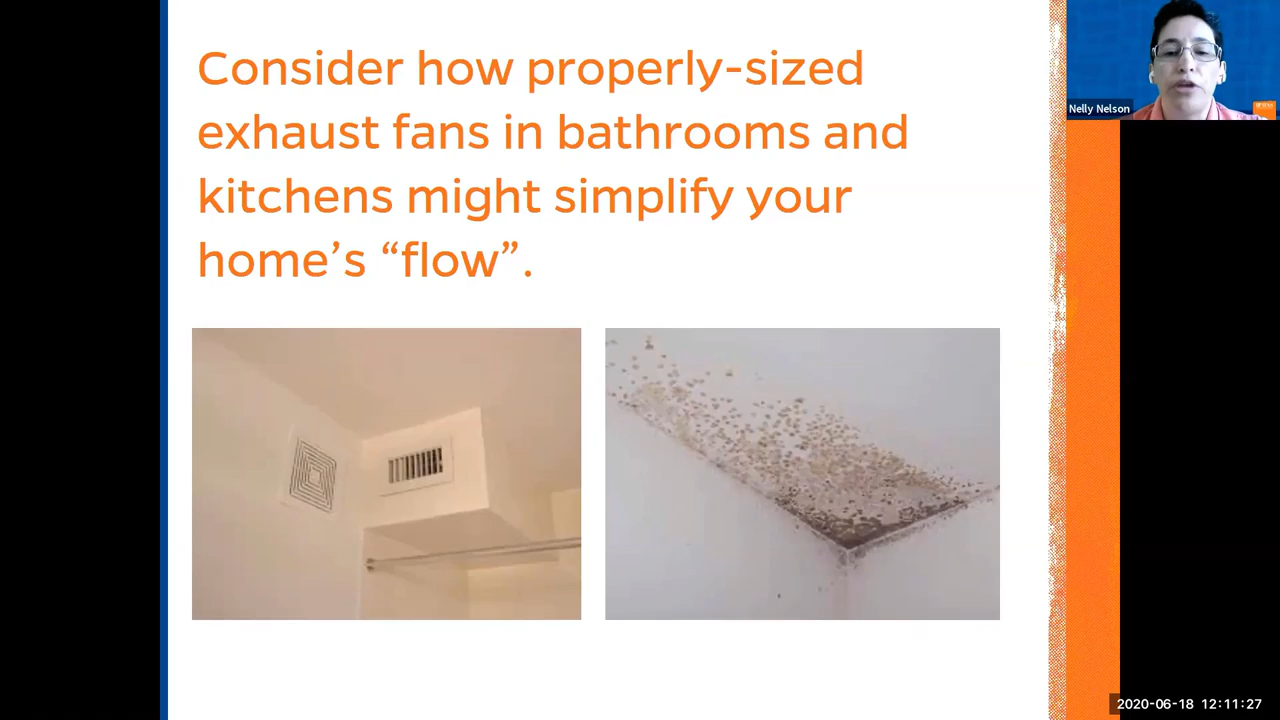 Consider how properly-sized
exhaust fans in bathrooms and
kitchens might simplify your
home’s “flow”.
Nelly Nelson
2020-06-18 12:11:27